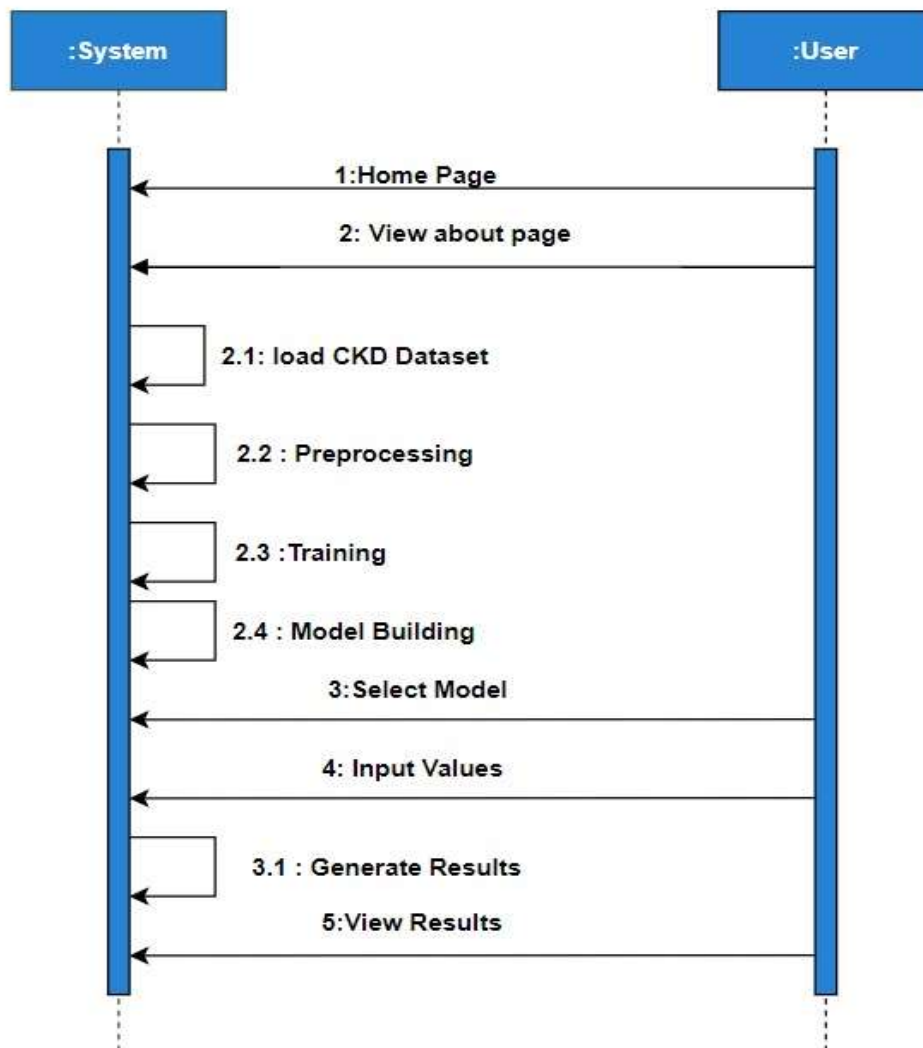 :System
:User
1:Home Page
2: View about page
2.1: load CKD Dataset
2.2 : Preprocessing
2.3 :Training
2.4 : Model Building
3:Select Model
4: Input Values
3.1 : Generate Results
5:View Results